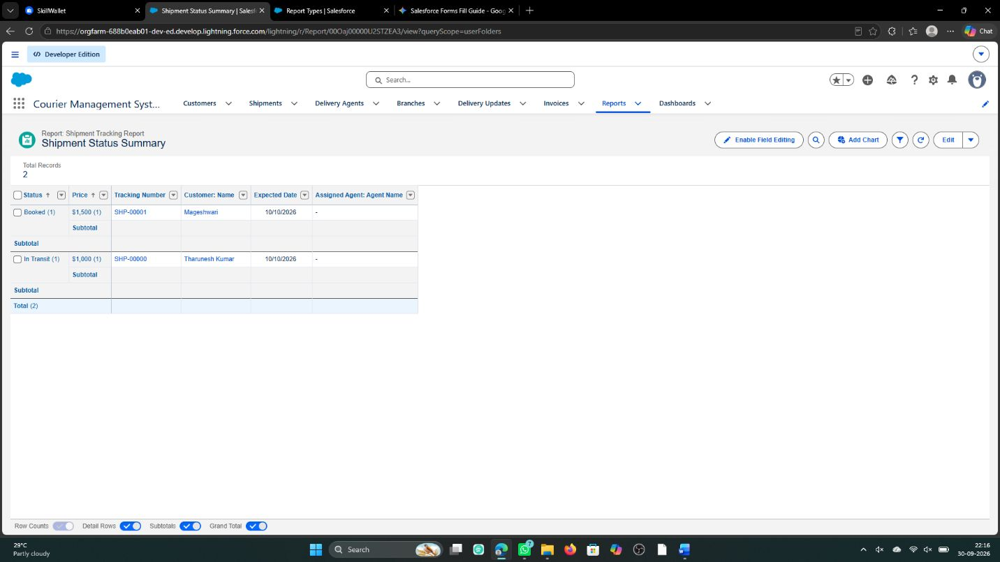 SkillWallet
Shipment Status Summary | Salesf
Report Types | Salesforce
Salesforce Forms Fill Guide - Goog
https://orgfarm-688b0eab01-dev-ed.develop.lightning.force.com/lightning/r/Report/00Oaj00000U2STZEA3/view?queryScope=userFolders
Chat
Developer Edition
Search...
Courier Management Syst...
Customers
Shipments
Delivery Agents
Branches
Delivery Updates
Invoices
Reports
Dashboards
Report: Shipment Tracking Report
Shipment Status Summary
Enable Field Editing
Add Chart
Edit
Total Records
2
Status ↑ Price ↑ Tracking Number Customer: Name Expected Date Assigned Agent: Agent Name
Booked (1) $1,500 (1) SHP-00001 Mageshwari 10/10/2026 -
Subtotal
Subtotal
In Transit (1) $1,000 (1) SHP-00000 Tharunesh Kumar 10/10/2026 -
Subtotal
Subtotal
Total (2)
Row Counts Detail Rows Subtotals Grand Total
29°C
Partly cloudy
Search
7
22:16
30-09-2026